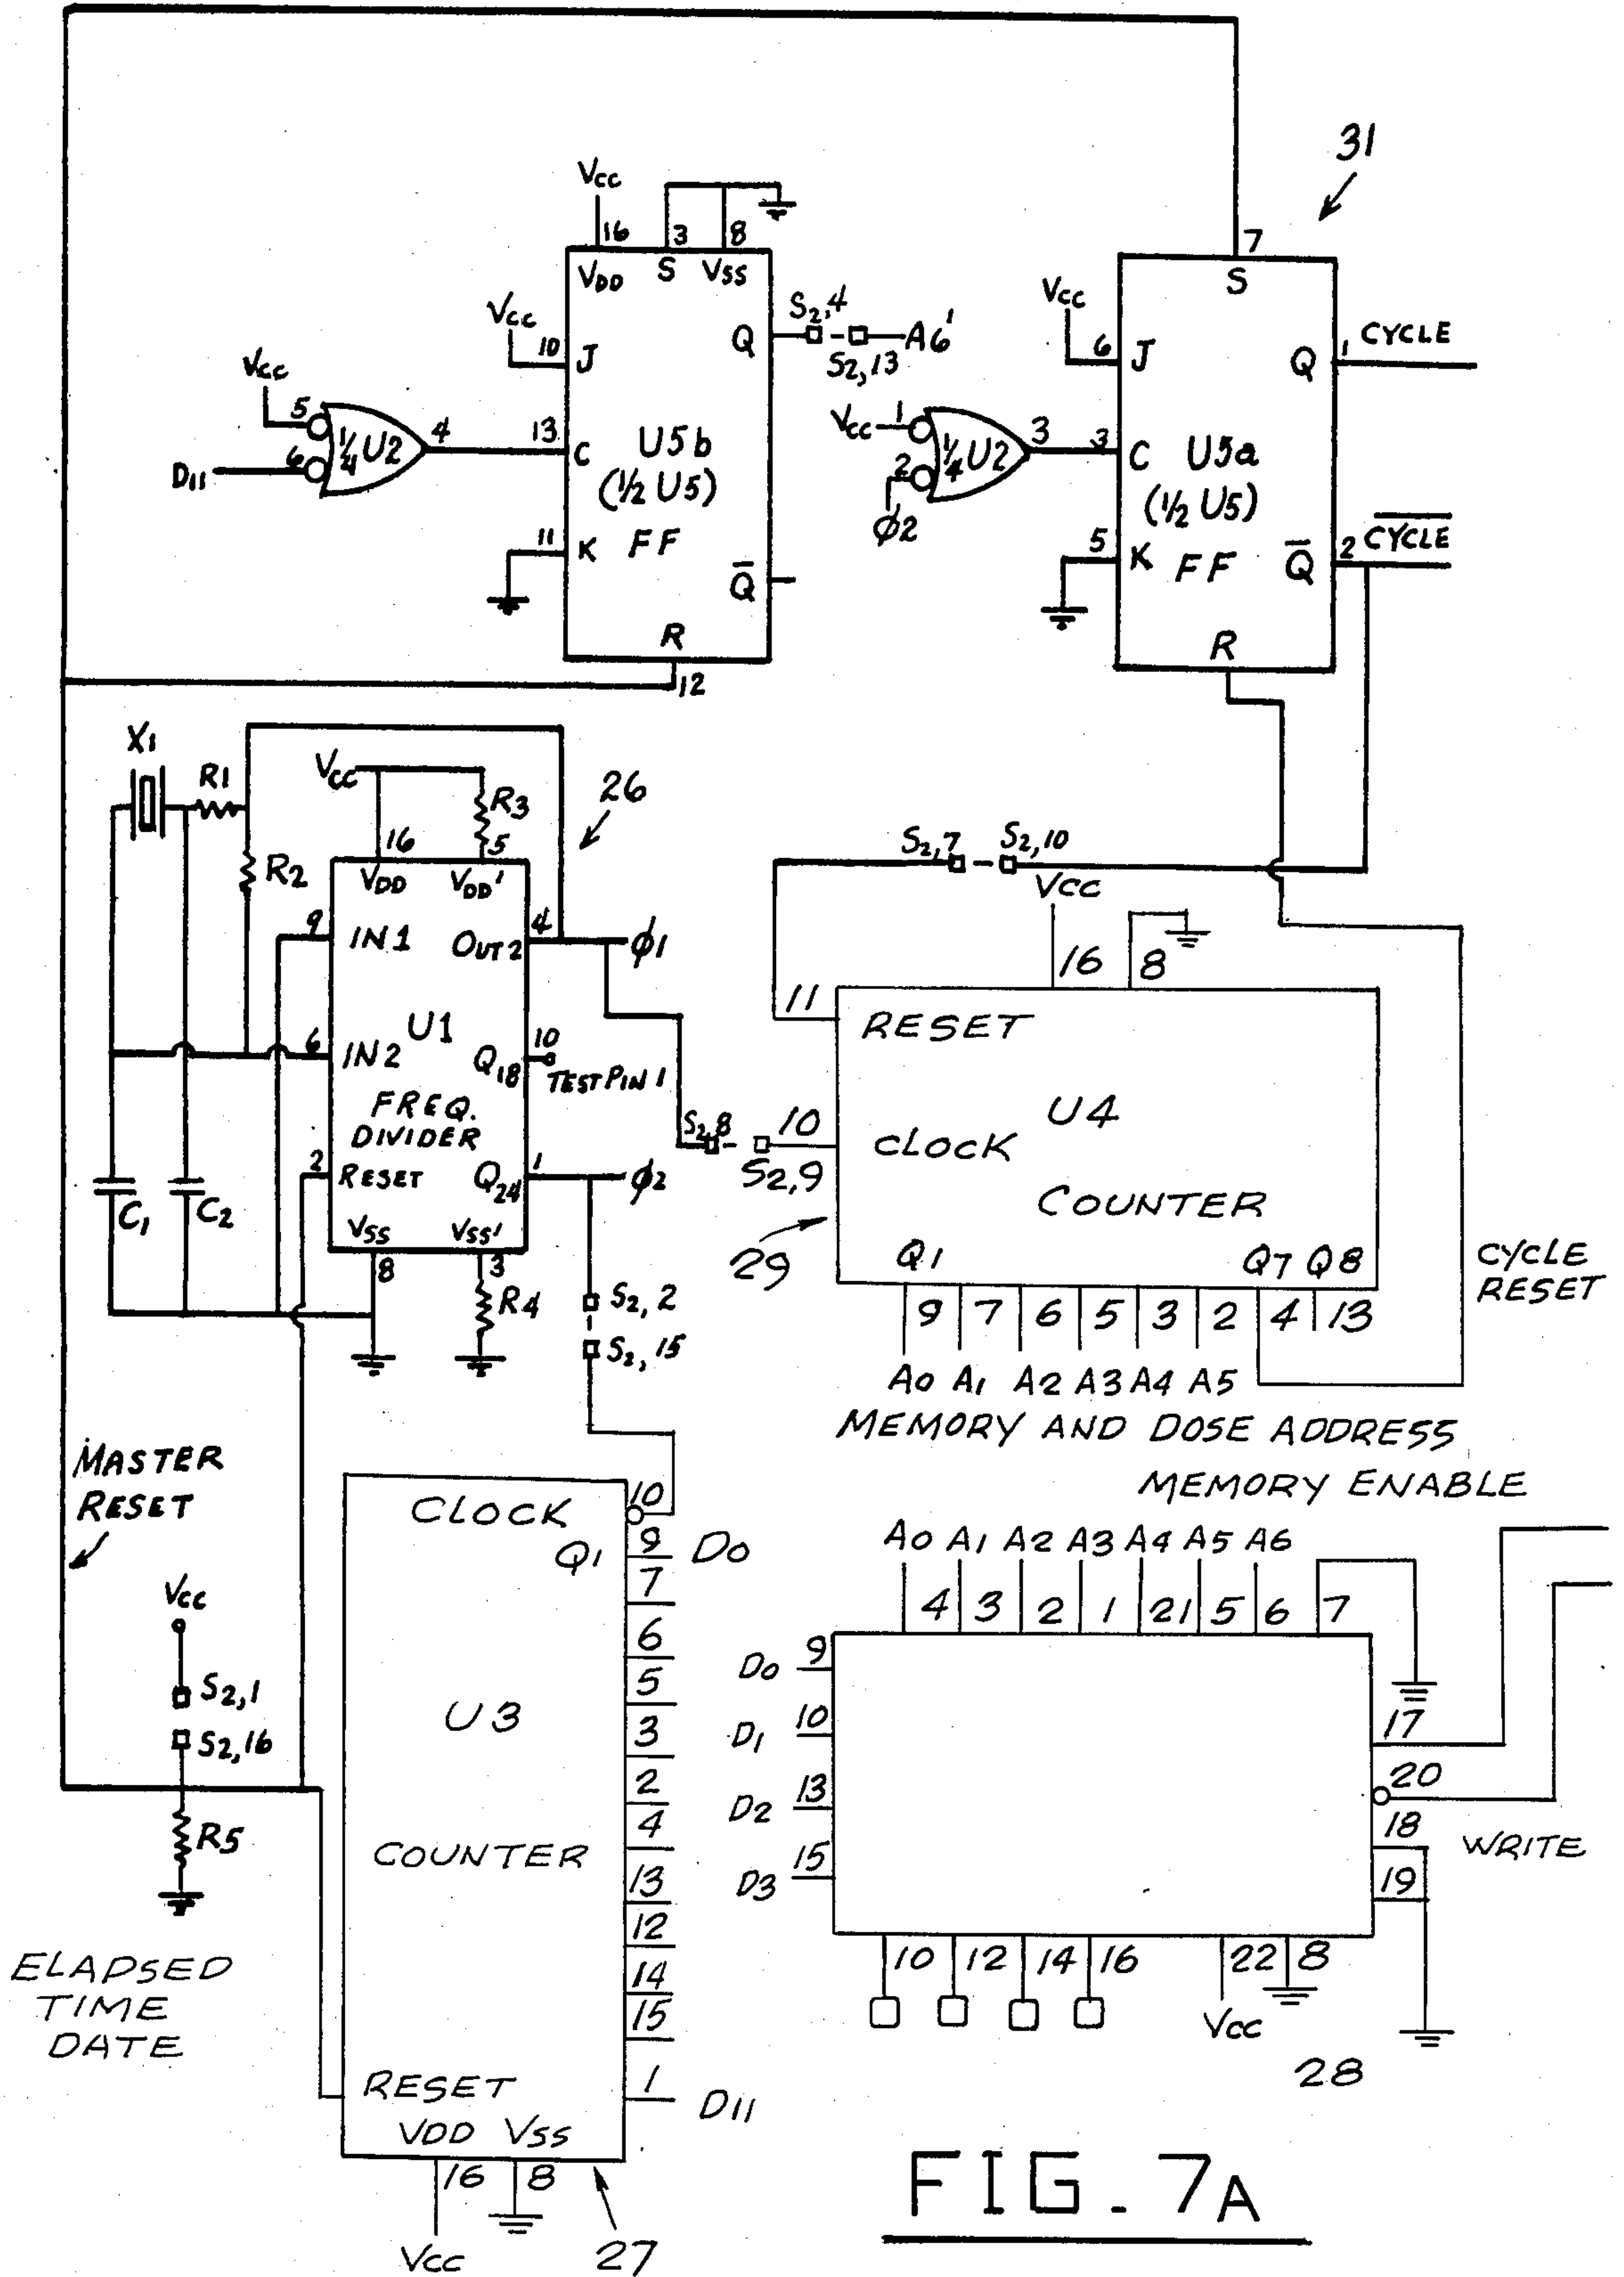 31
VCC
16
3
8
VDD
S
VSS
7
S
VCC
10
J
Q
S2,4
A6'
S2,13
VCC
6
J
Q
1
CYCLE
VCC
5
6
D11
1/4 U2
4
13
C
U5b
(1/2 U5)
FF
11
K
Q̅
R
12
VCC
1
2
φ2
1/4 U2
3
3
C
U5a
(1/2 U5)
FF
5
K
Q̅
2
C̅Y̅C̅L̅E̅
R
X1
R1
R2
VCC
R3
26
16
5
VDD
VDD'
9
IN1
OUT2
4
φ1
U1
6
IN2
Q18
10
TEST PIN 1
FREQ.
DIVIDER
2
RESET
Q24
1
φ2
VSS
VSS'
8
3
R4
C1
C2
S2,2
S2,15
S2,7
S2,10
VCC
16
8
11
RESET
U4
S2,8
S2,9
10
CLOCK
COUNTER
29
Q1
Q7
Q8
9
7
6
5
3
2
4
13
CYCLE
RESET
A0
A1
A2
A3
A4
A5
MEMORY AND DOSE ADDRESS
MEMORY ENABLE
MASTER
RESET
VCC
S2,1
S2,16
R5
ELAPSED
TIME
DATE
CLOCK
10
Q1
9
D0
7
6
5
U3
3
2
4
COUNTER
13
12
14
15
RESET
1
D11
VDD
VSS
16
8
VCC
27
A0
A1
A2
A3
A4
A5
A6
4
3
2
1
21
5
6
7
D0
9
D1
10
D2
13
D3
15
17
20
18
19
WRITE
10
12
14
16
22
8
VCC
28
FIG. 7A